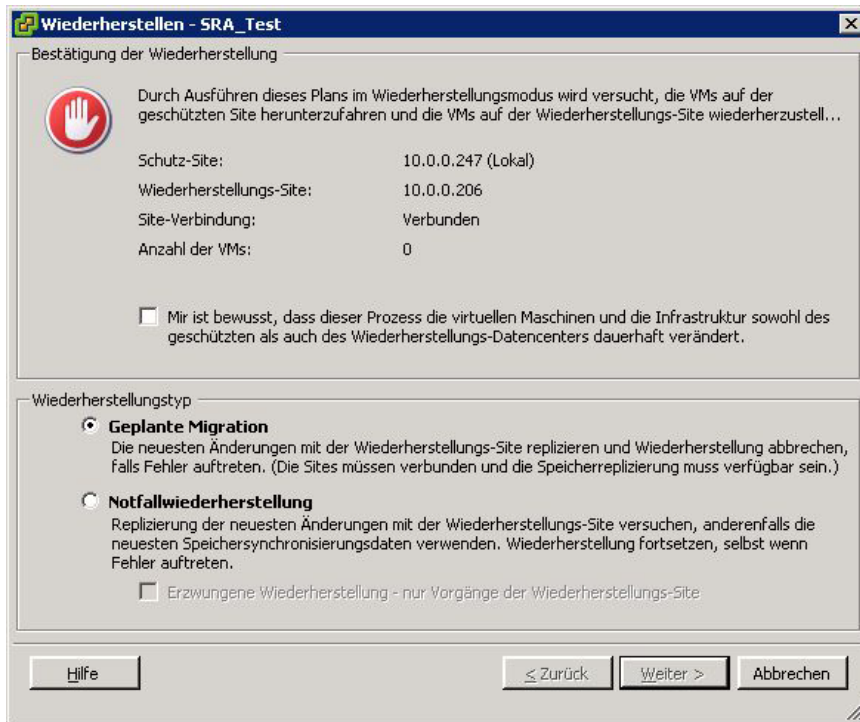 Wiederherstellen - SRA_Test
Bestätigung der Wiederherstellung
Durch Ausführen dieses Plans im Wiederherstellungsmodus wird versucht, die VMs auf der
geschützten Site herunterzufahren und die VMs auf der Wiederherstellungs-Site wiederherzustell...
Schutz-Site: 10.0.0.247 (Lokal)
Wiederherstellungs-Site: 10.0.0.206
Site-Verbindung: Verbunden
Anzahl der VMs: 0
Mir ist bewusst, dass dieser Prozess die virtuellen Maschinen und die Infrastruktur sowohl des
geschützten als auch des Wiederherstellungs-Datencenters dauerhaft verändert.
Wiederherstellungstyp
Geplante Migration
Die neuesten Änderungen mit der Wiederherstellungs-Site replizieren und Wiederherstellung abbrechen,
falls Fehler auftreten. (Die Sites müssen verbunden und die Speicherreplizierung muss verfügbar sein.)
Notfallwiederherstellung
Replizierung der neuesten Änderungen mit der Wiederherstellungs-Site versuchen, anderenfalls die
neuesten Speichersynchronisierungsdaten verwenden. Wiederherstellung fortsetzen, selbst wenn
Fehler auftreten.
Erzwungene Wiederherstellung - nur Vorgänge der Wiederherstellungs-Site
Hilfe < Zurück Weiter > Abbrechen